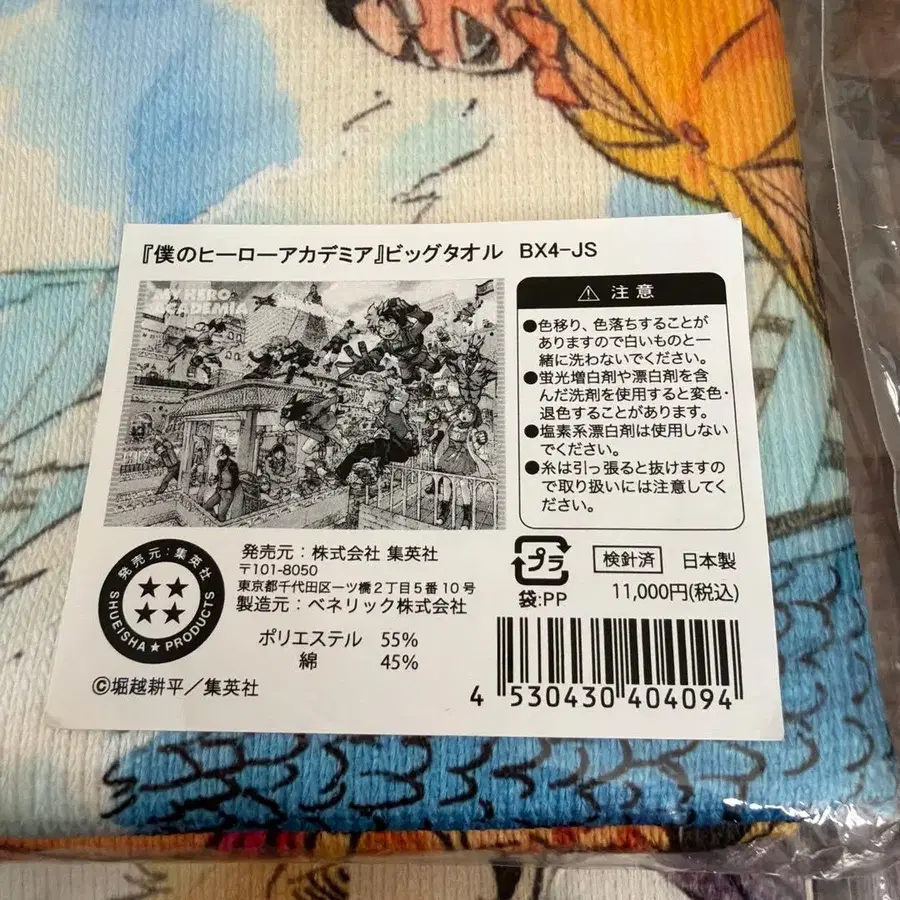 『僕のヒーローアカデミア』ビッグタオル BX4-JS
MY HERO
ACADEMIA
⚠ 注意
●色移り、色落ちすることが
ありますので白いものと一
緒に洗わないでください。
●蛍光増白剤や漂白剤を含
んだ洗剤を使用すると変色・
退色することがあります。
●塩素系漂白剤は使用しない
でください。
●糸は引っ張ると抜けますの
で取り扱いには注意してく
ださい。
発売元:集英社
SHUEISHA★PRODUCTS
発売元:株式会社 集英社
〒101-8050
東京都千代田区一ツ橋2丁目5番10号
製造元:ベネリック株式会社
ポリエステル 55%
綿 45%
©堀越耕平/集英社
プラ
袋:PP
検針済
日本製
11,000円(税込)
4 530430 404094